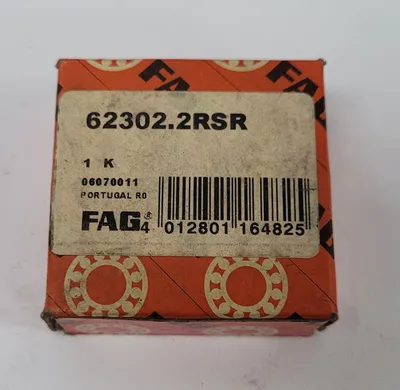 FAG
62302.2RSR
1 K
06070011
PORTUGAL R0
FAG®
4 012801 164825